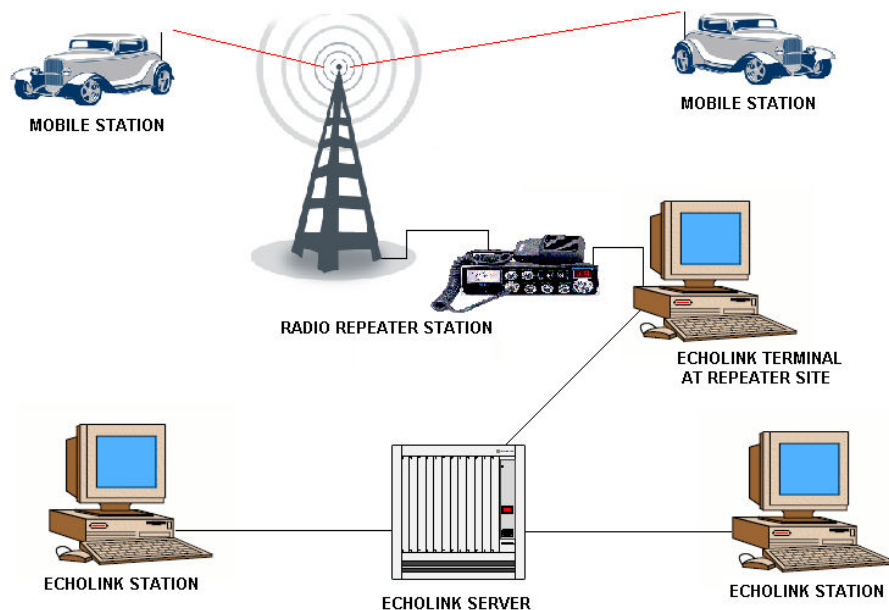 MOBILE STATION
MOBILE STATION
RADIO REPEATER STATION
ECHOLINK TERMINAL
AT REPEATER SITE
ECHOLINK STATION
ECHOLINK SERVER
ECHOLINK STATION